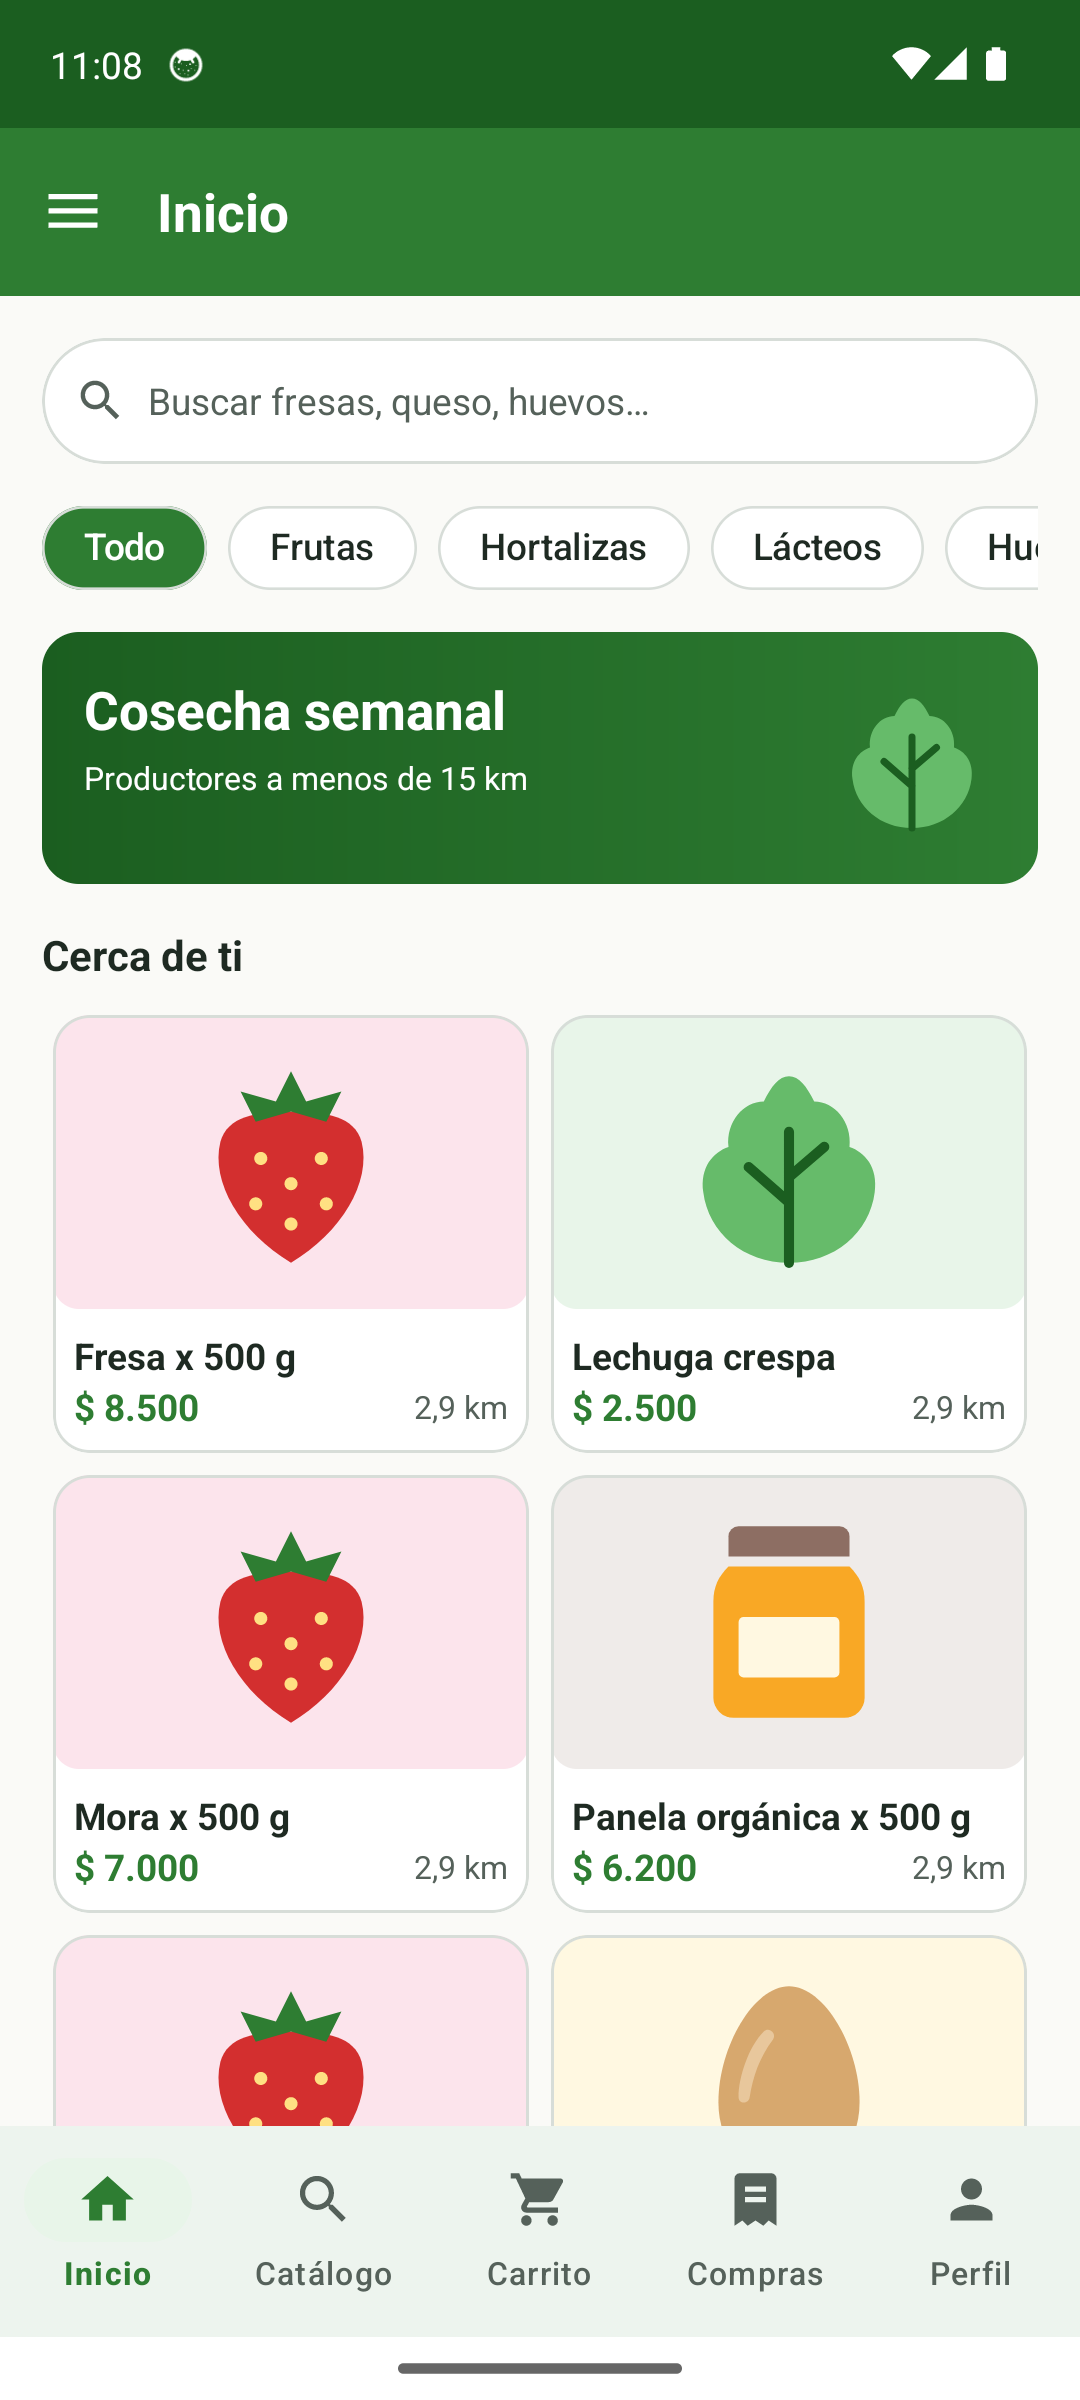 11:08
Inicio
Buscar fresas, queso, huevos...
Todo
Frutas
Hortalizas
Lácteos
Cosecha semanal
Productores a menos de 15 km
Cerca de ti
Fresa x 500 g
$ 8.500
2,9 km
Lechuga crespa
$ 2.500
2,9 km
Mora x 500 g
$ 7.000
2,9 km
Panela orgánica x 500 g
$ 6.200
2,9 km
Inicio
Catálogo
Carrito
Compras
Perfil